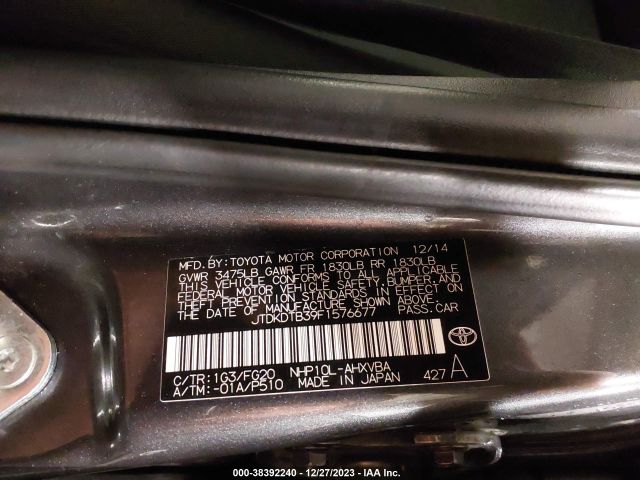 MFD. BY: TOYOTA MOTOR CORPORATION 12/14
GVWR 3475LB GAWR FR 1830LB RR 1830LB
THIS VEHICLE CONFORMS TO ALL APPLICABLE
FEDERAL MOTOR VEHICLE SAFETY, BUMPER, AND
THEFT PREVENTION STANDARDS IN EFFECT ON
THE DATE OF MANUFACTURE SHOWN ABOVE.
JTDKDTB39F1576677 PASS. CAR
C/TR: 1G3/FG20 NHP10L-AHXVBA
A/TM: -01A/P510 MADE IN JAPAN 427 A
TOYOTA
000-38392240 - 12/27/2023 - IAA Inc.